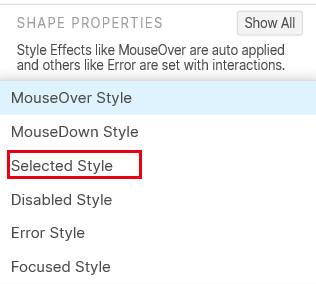 SHAPE PROPERTIES
Show All
Style Effects like MouseOver are auto applied
and others like Error are set with interactions.
MouseOver Style
MouseDown Style
Selected Style
Disabled Style
Error Style
Focused Style